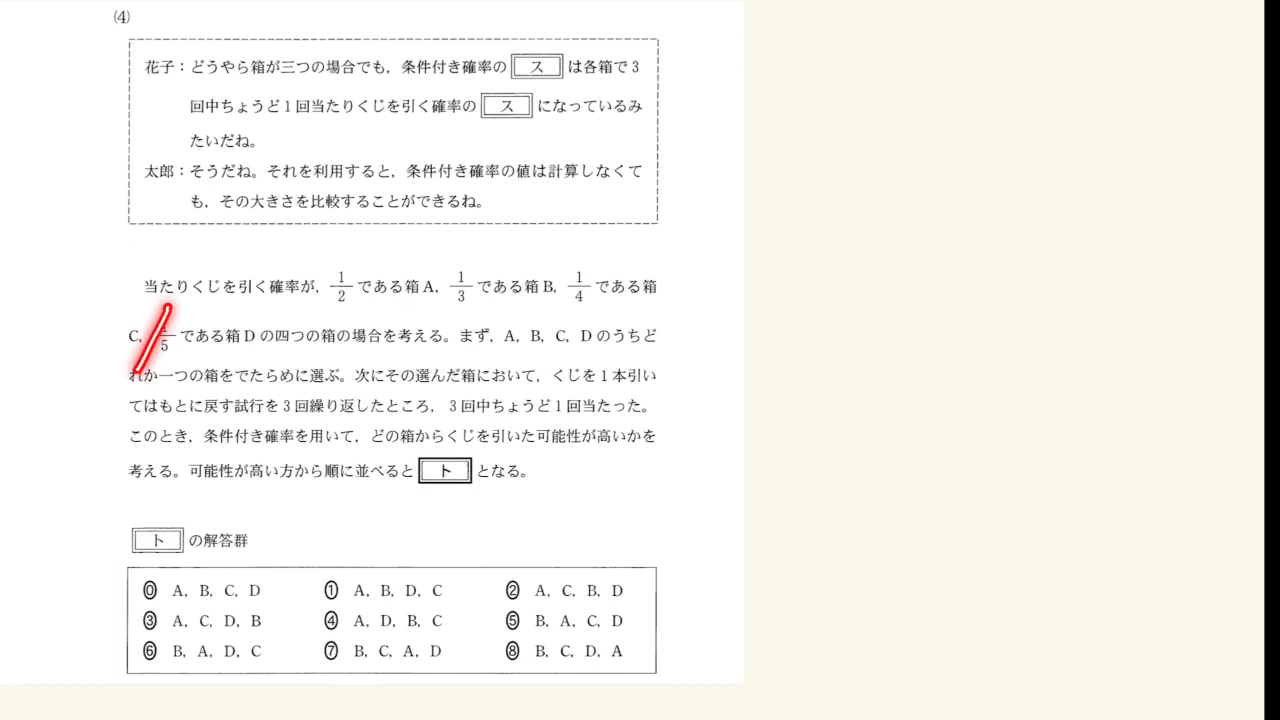 (4)
花子：どうやら箱が三つの場合でも，条件付き確率の ス は各箱で3
回中ちょうど1回当たりくじを引く確率の ス になっているみ
たいだね。
太郎：そうだね。それを利用すると，条件付き確率の値は計算しなくて
も，その大きさを比較することができるね。
当たりくじを引く確率が，1/2 である箱A，1/3 である箱B，1/4 である箱
C，/5 である箱Dの四つの箱の場合を考える。まず，A，B，C，Dのうちど
れか一つの箱をでたらめに選ぶ。次にその選んだ箱において，くじを1本引い
てはもとに戻す試行を3回繰り返したところ，3回中ちょうど1回当たった。
このとき，条件付き確率を用いて，どの箱からくじを引いた可能性が高いかを
考える。可能性が高い方から順に並べると ト となる。
ト の解答群
⓪ A，B，C，D ① A，B，D，C ② A，C，B，D
③ A，C，D，B ④ A，D，B，C ⑤ B，A，C，D
⑥ B，A，D，C ⑦ B，C，A，D ⑧ B，C，D，A